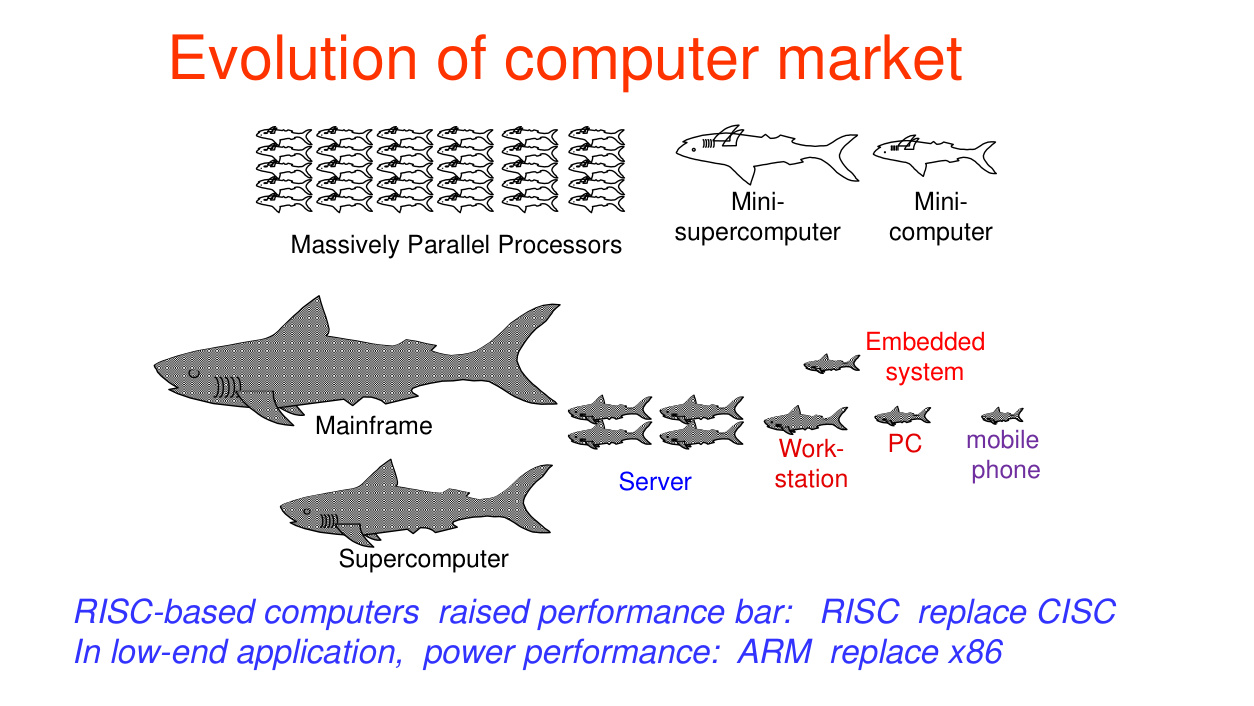 Evolution of computer market
Massively Parallel Processors
Mini-
supercomputer
Mini-
computer
Mainframe
Embedded
system
Server
Work-
station
PC
mobile
phone
Supercomputer
RISC-based computers  raised performance bar:   RISC  replace CISC
In low-end application,  power performance:  ARM  replace x86